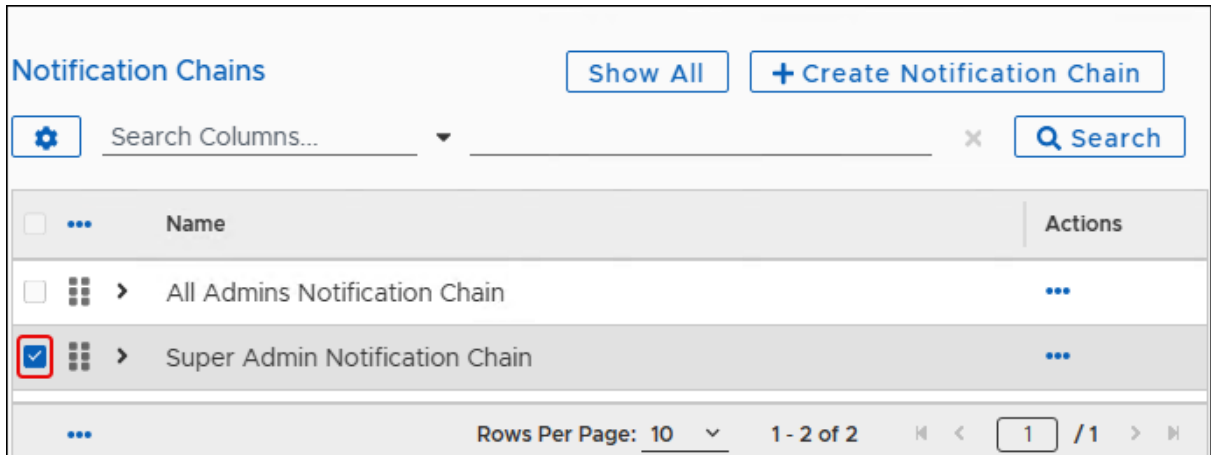 Notification Chains Show All + Create Notification Chain
Search Columns... × Search
••• Name Actions
All Admins Notification Chain •••
Super Admin Notification Chain •••
••• Rows Per Page: 10 1 - 2 of 2 1 / 1